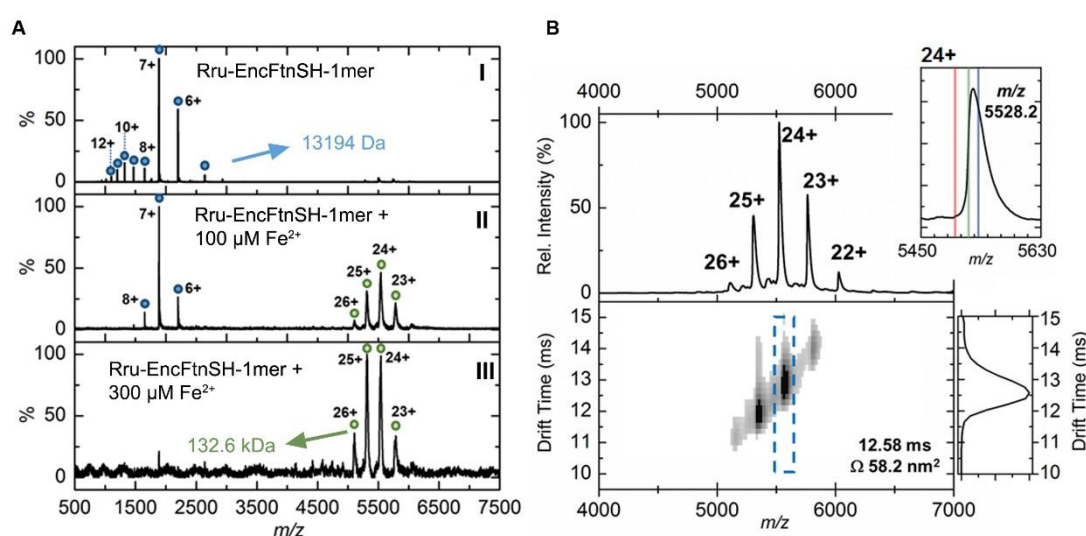 A
100
50
0
%
Rru-EncFtnSH-1mer
I
12+
10+
8+
7+
6+
13194 Da
100
50
0
%
Rru-EncFtnSH-1mer +
100 µM Fe²⁺
II
8+
7+
6+
26+
25+
24+
23+
100
50
0
%
Rru-EncFtnSH-1mer +
300 µM Fe²⁺
III
132.6 kDa
26+
25+
24+
23+
500 1500 2500 3500 4500 5500 6500 7500
m/z
B
4000 5000 6000
100
50
0
Rel. Intensity (%)
26+
25+
24+
23+
22+
24+
m/z
5528.2
5450 5630
m/z
15
14
13
12
11
10
Drift Time (ms)
12.58 ms
Ω 58.2 nm²
4000 5000 6000 7000
m/z
15
14
13
12
11
10
Drift Time (ms)